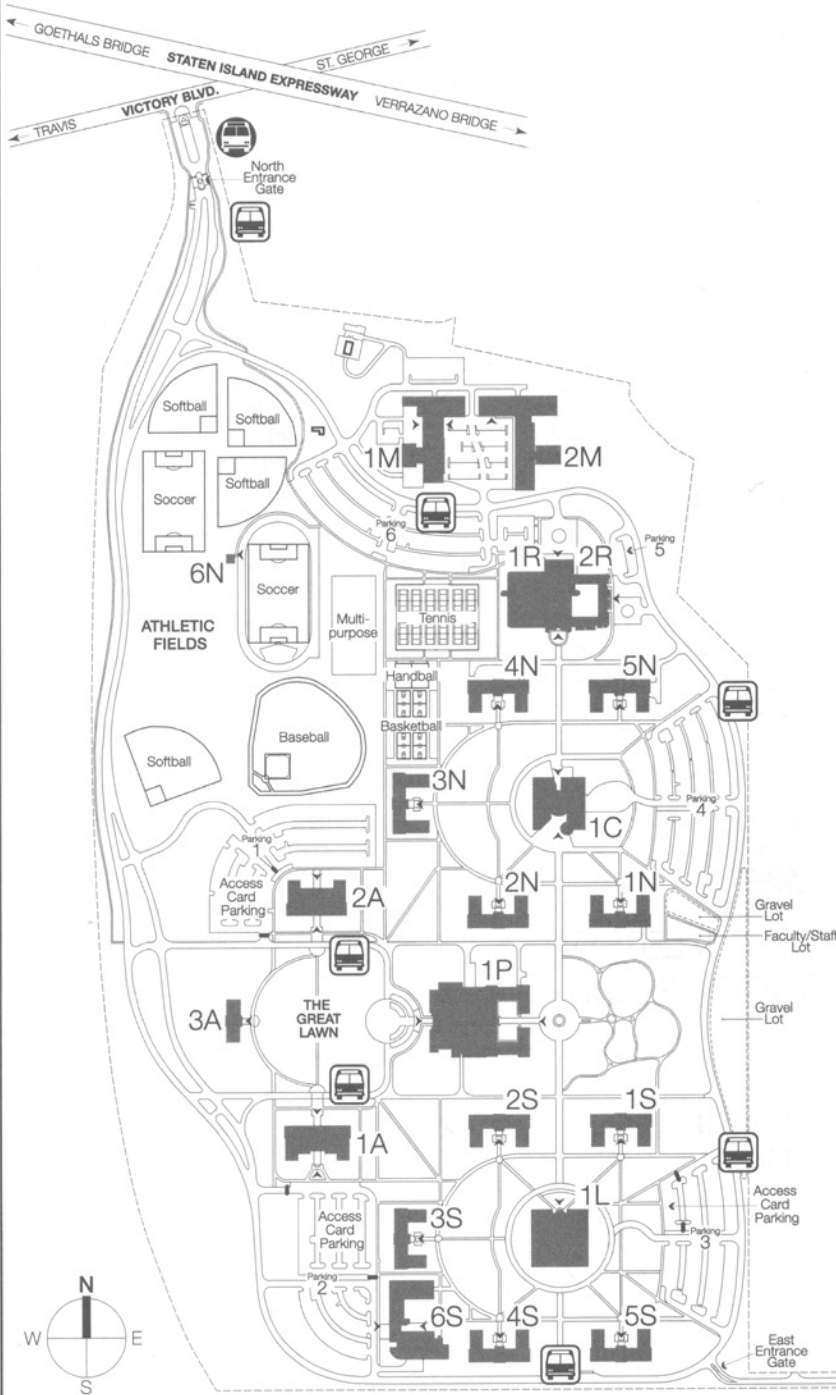 GOETHALS BRIDGE
STATEN ISLAND EXPRESSWAY
ST. GEORGE
VICTORY BLVD.
VERRAZANO BRIDGE
TRAVIS
North
Entrance
Gate
Softball
Softball
Softball
Soccer
1M
2M
Parking
6
Parking
5
1R
2R
6N
Soccer
Multi-
purpose
Tennis
ATHLETIC
FIELDS
4N
5N
Handball
Basketball
Baseball
Softball
3N
1C
Parking
4
Parking
1
Access
Card
Parking
2A
2N
1N
Gravel
Lot
Faculty/Staff
Lot
1P
3A
THE
GREAT
LAWN
Gravel
Lot
2S
1S
1A
1L
Access
Card
Parking
3S
Access
Card
Parking
Parking
3
Parking
2
6S
4S
5S
N
W
E
S
East
Entrance
Gate